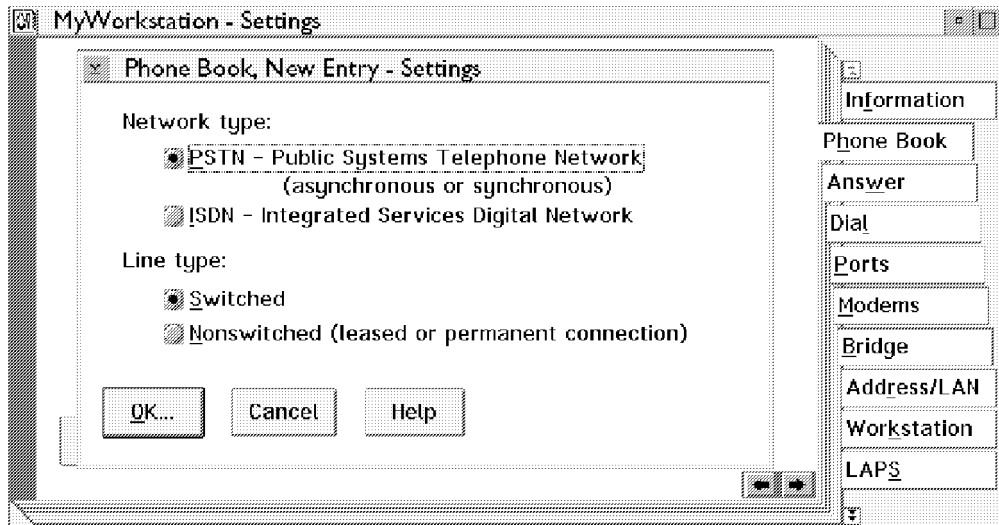 MyWorkstation - Settings
Phone Book, New Entry - Settings
Network type:
PSTN - Public Systems Telephone Network
(asynchronous or synchronous)
ISDN - Integrated Services Digital Network
Line type:
Switched
Nonswitched (leased or permanent connection)
OK...
Cancel
Help
Information
Phone Book
Answer
Dial
Ports
Modems
Bridge
Address/LAN
Workstation
LAPS